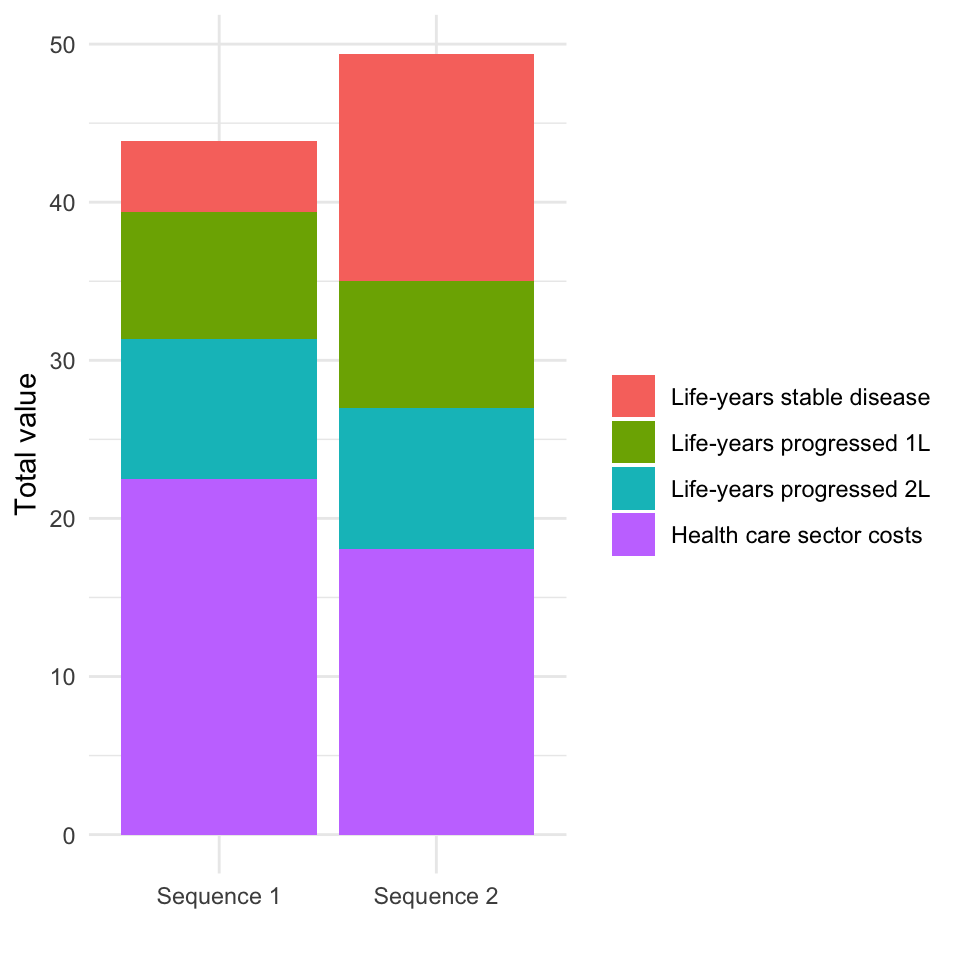 50
40
30
20
10
0
Total value
Sequence 1
Sequence 2
Life-years stable disease
Life-years progressed 1L
Life-years progressed 2L
Health care sector costs